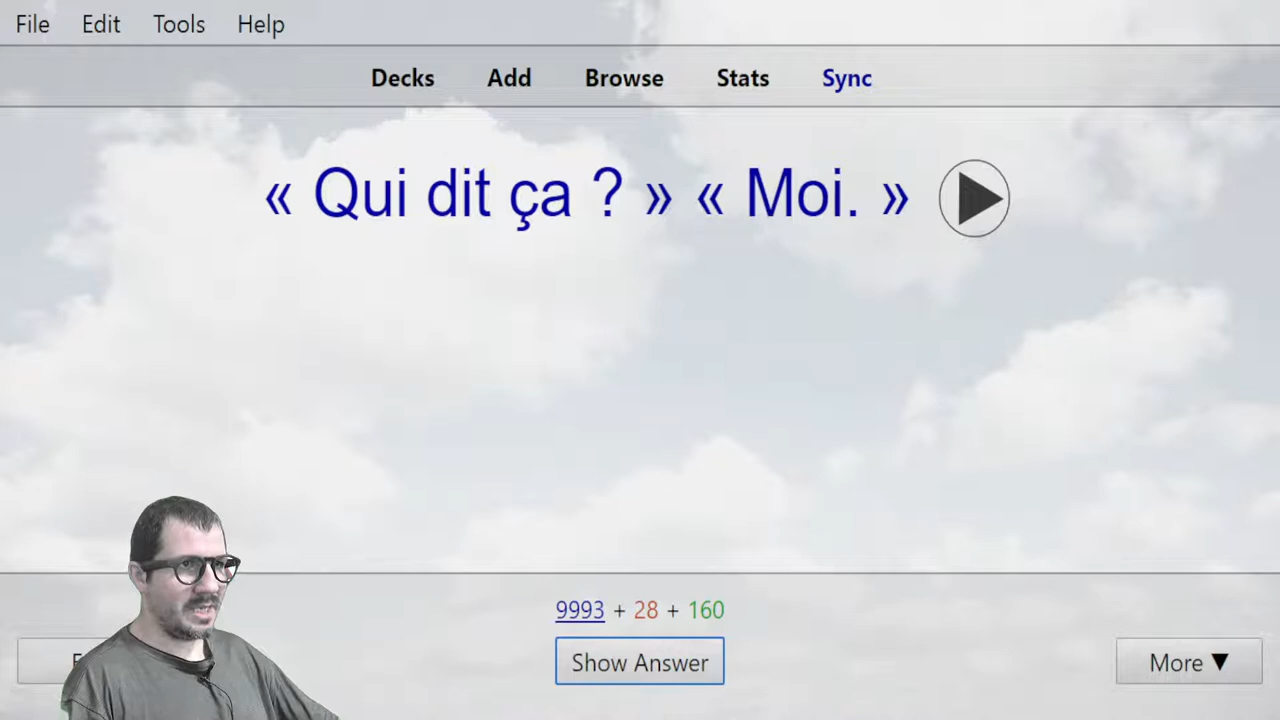 File Edit Tools Help
Decks Add Browse Stats Sync
« Qui dit ça ? » « Moi. »
9993 + 28 + 160
Show Answer More ▼